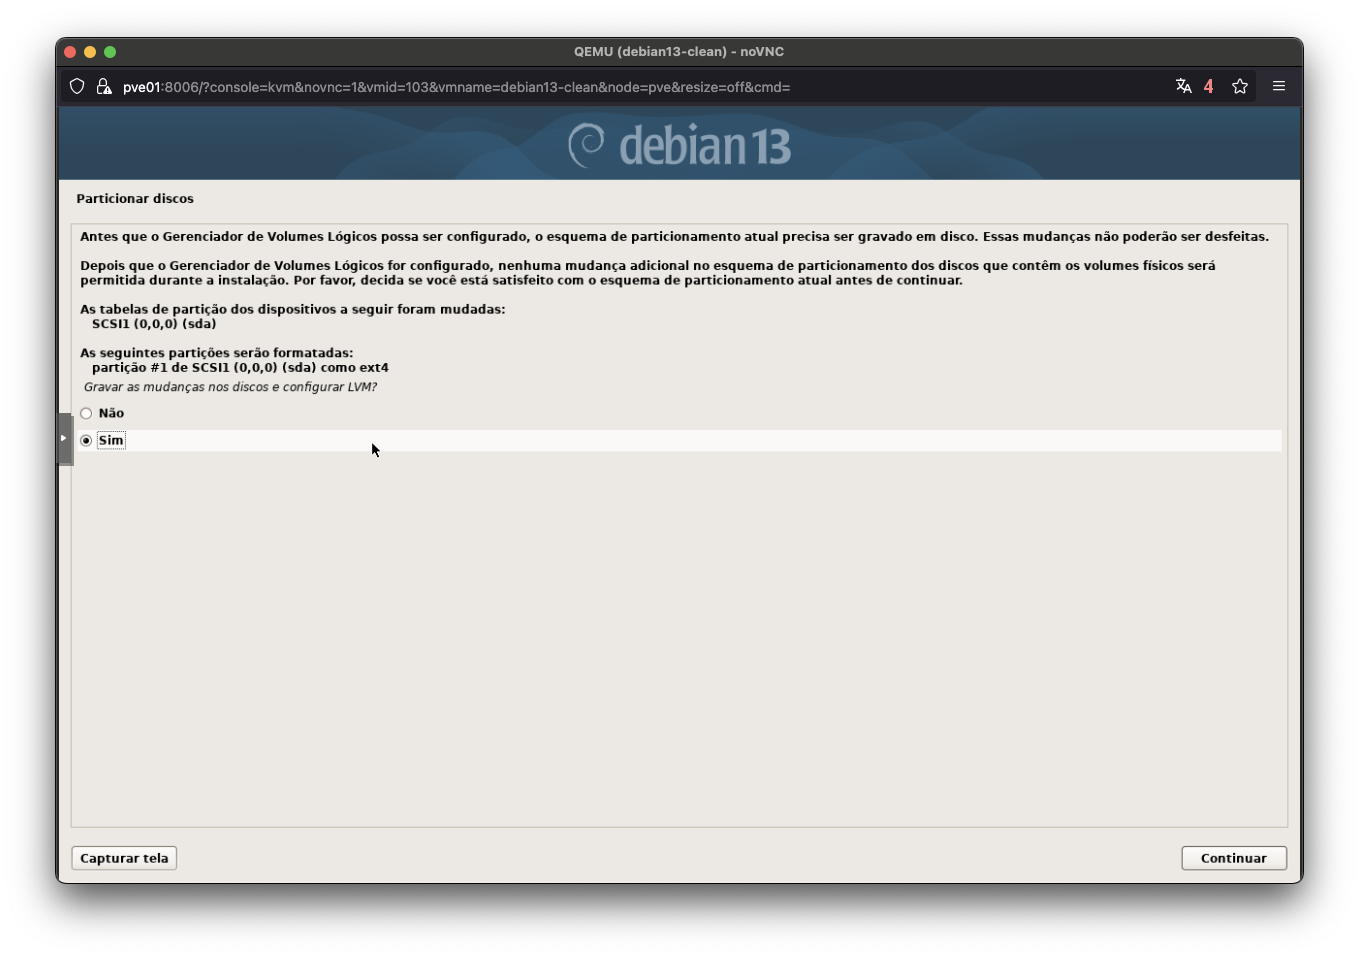 QEMU (debian13-clean) - noVNC
pve01:8006/?console=kvm&novnc=1&vmid=103&vmname=debian13-clean&node=pve&resize=off&cmd=
4
debian 13
Particionar discos
Antes que o Gerenciador de Volumes Lógicos possa ser configurado, o esquema de particionamento atual precisa ser gravado em disco. Essas mudanças não poderão ser desfeitas.
Depois que o Gerenciador de Volumes Lógicos for configurado, nenhuma mudança adicional no esquema de particionamento dos discos que contêm os volumes físicos será
permitida durante a instalação. Por favor, decida se você está satisfeito com o esquema de particionamento atual antes de continuar.
As tabelas de partição dos dispositivos a seguir foram mudadas:
SCSI1 (0,0,0) (sda)
As seguintes partições serão formatadas:
partição #1 de SCSI1 (0,0,0) (sda) como ext4
Gravar as mudanças nos discos e configurar LVM?
Não
Sim
Capturar tela
Continuar